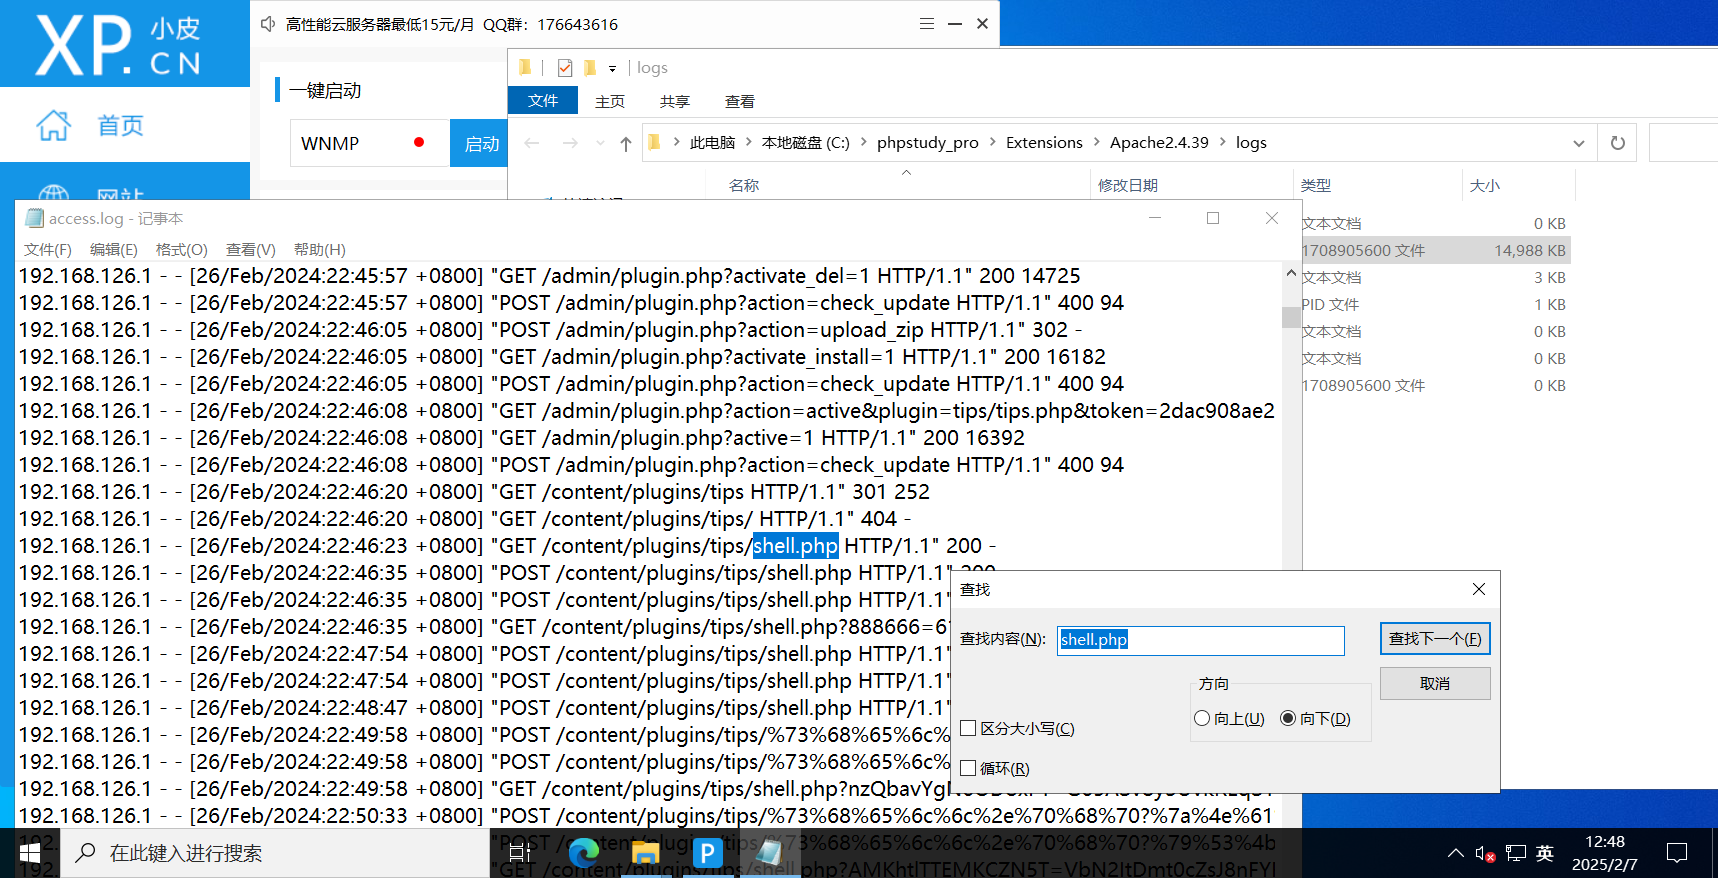 XP.CN 小皮
高性能云服务器最低15元/月 QQ群：176643616
首页
网站
一键启动
WNMP 启动
logs
文件 主页 共享 查看
此电脑 本地磁盘 (C:) phpstudy_pro Extensions Apache2.4.39 logs
名称 修改日期 类型 大小
文本文档 0 KB
1708905600 文件 14,988 KB
文本文档 3 KB
PID 文件 1 KB
文本文档 0 KB
文本文档 0 KB
1708905600 文件 0 KB
access.log - 记事本
文件(F) 编辑(E) 格式(O) 查看(V) 帮助(H)
192.168.126.1 - - [26/Feb/2024:22:45:57 +0800] "GET /admin/plugin.php?activate_del=1 HTTP/1.1" 200 14725
192.168.126.1 - - [26/Feb/2024:22:45:57 +0800] "POST /admin/plugin.php?action=check_update HTTP/1.1" 400 94
192.168.126.1 - - [26/Feb/2024:22:46:05 +0800] "POST /admin/plugin.php?action=upload_zip HTTP/1.1" 302 -
192.168.126.1 - - [26/Feb/2024:22:46:05 +0800] "GET /admin/plugin.php?activate_install=1 HTTP/1.1" 200 16182
192.168.126.1 - - [26/Feb/2024:22:46:05 +0800] "POST /admin/plugin.php?action=check_update HTTP/1.1" 400 94
192.168.126.1 - - [26/Feb/2024:22:46:08 +0800] "GET /admin/plugin.php?action=active&plugin=tips/tips.php&token=2dac908ae2
192.168.126.1 - - [26/Feb/2024:22:46:08 +0800] "GET /admin/plugin.php?active=1 HTTP/1.1" 200 16392
192.168.126.1 - - [26/Feb/2024:22:46:08 +0800] "POST /admin/plugin.php?action=check_update HTTP/1.1" 400 94
192.168.126.1 - - [26/Feb/2024:22:46:20 +0800] "GET /content/plugins/tips HTTP/1.1" 301 252
192.168.126.1 - - [26/Feb/2024:22:46:20 +0800] "GET /content/plugins/tips/ HTTP/1.1" 404 -
192.168.126.1 - - [26/Feb/2024:22:46:23 +0800] "GET /content/plugins/tips/shell.php HTTP/1.1" 200 -
192.168.126.1 - - [26/Feb/2024:22:46:35 +0800] "POST /content/plugins/tips/shell.php HTTP/1.1" 200
192.168.126.1 - - [26/Feb/2024:22:46:35 +0800] "POST /content/plugins/tips/shell.php HTTP/1.1"
192.168.126.1 - - [26/Feb/2024:22:46:35 +0800] "GET /content/plugins/tips/shell.php?888666=6
192.168.126.1 - - [26/Feb/2024:22:47:54 +0800] "POST /content/plugins/tips/shell.php HTTP/1.1"
192.168.126.1 - - [26/Feb/2024:22:47:54 +0800] "POST /content/plugins/tips/shell.php HTTP/1.1"
192.168.126.1 - - [26/Feb/2024:22:48:47 +0800] "POST /content/plugins/tips/shell.php HTTP/1.1"
192.168.126.1 - - [26/Feb/2024:22:49:58 +0800] "POST /content/plugins/tips/%73%68%65%6c%
192.168.126.1 - - [26/Feb/2024:22:49:58 +0800] "POST /content/plugins/tips/%73%68%65%6c%
192.168.126.1 - - [26/Feb/2024:22:49:58 +0800] "GET /content/plugins/tips/shell.php?
192.168.126.1 - - [26/Feb/2024:22:50:33 +0800] "POST /content/plugins/tips/%73%68%65%6c%6c%2e%70%68%70?%7a%4e%61
"POST /content/plugins/tips/%73%68%65%6c%6c%2e%70%68%70?%79%53%4b
查找
查找内容(N): shell.php 查找下一个(F)
取消
方向
向上(U) 向下(D)
区分大小写(C)
循环(R)
在此键入进行搜索
英
12:48
2025/2/7